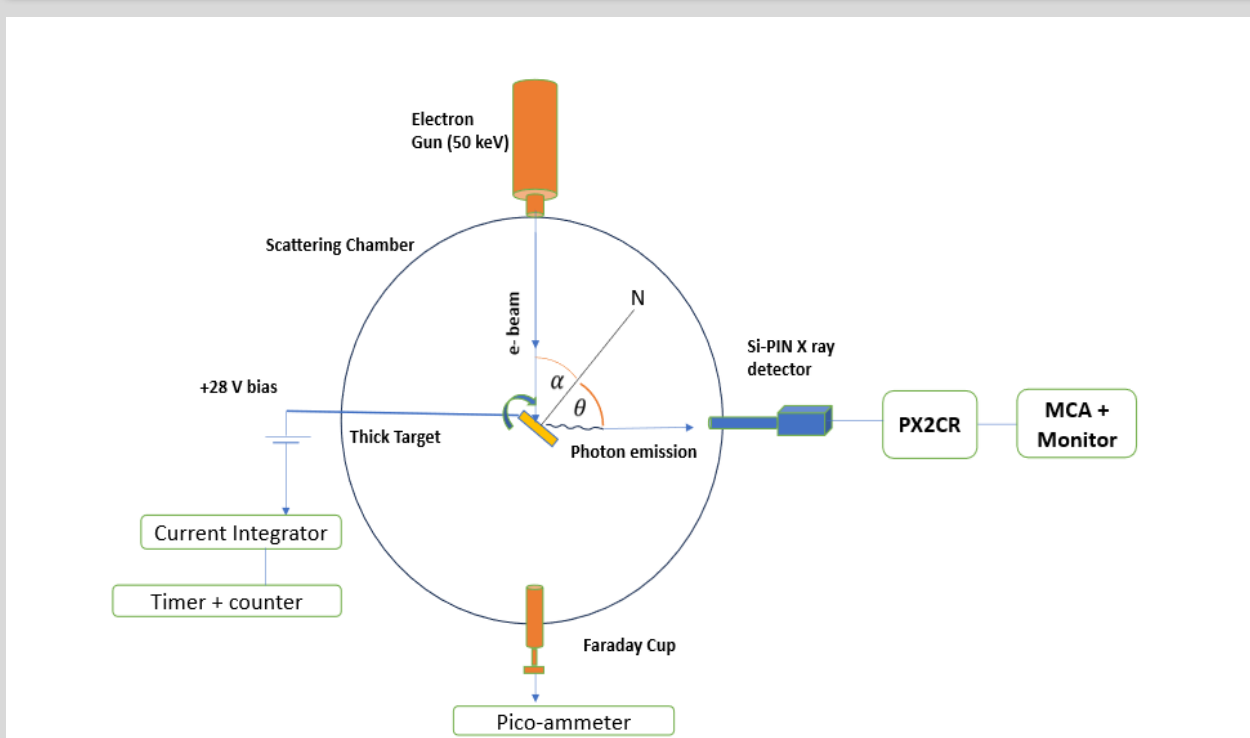 Electron
Gun (50 keV)
Scattering Chamber
e- beam
N
α
θ
Si-PIN X ray
detector
+28 V bias
Thick Target
Photon emission
PX2CR
MCA +
Monitor
Current Integrator
Timer + counter
Faraday Cup
Pico-ammeter